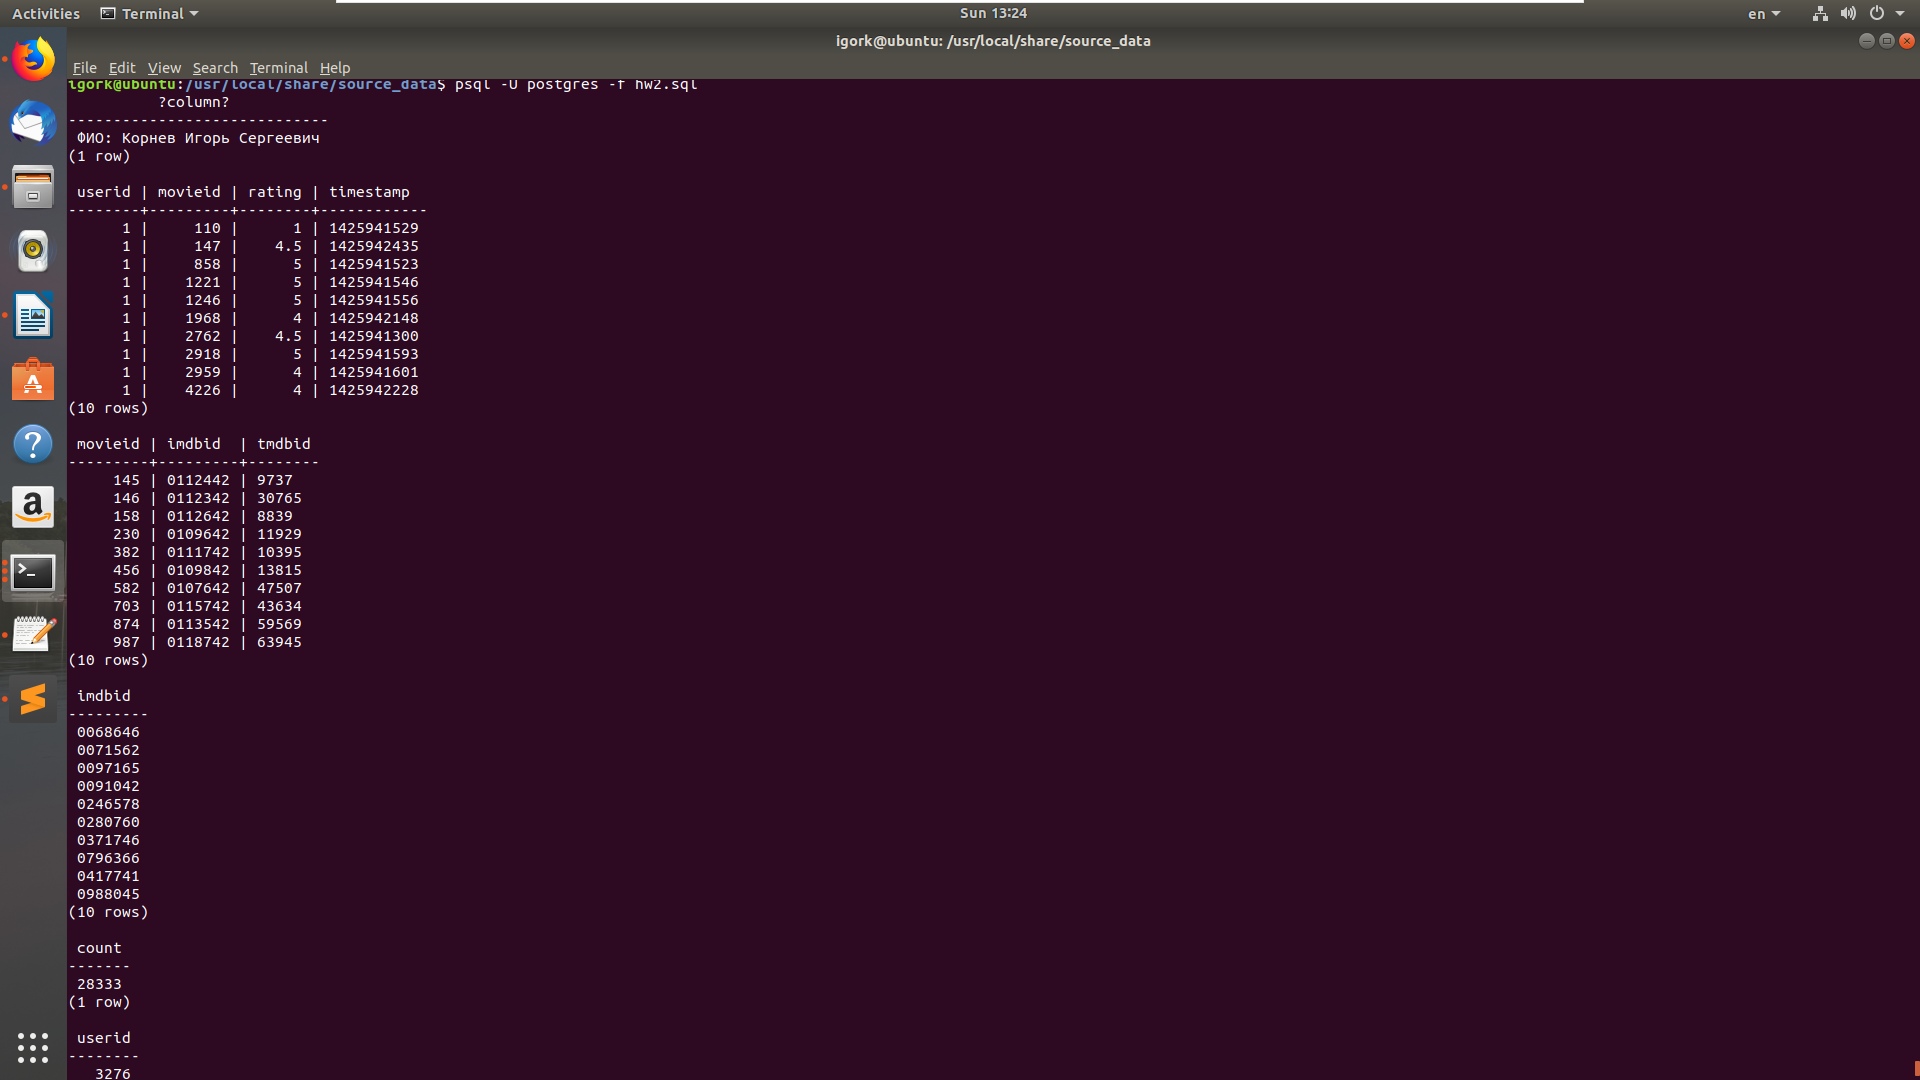 Activities Terminal Sun 13:24 en
igork@ubuntu: /usr/local/share/source_data
File Edit View Search Terminal Help
igork@ubuntu:/usr/local/share/source_data$ psql -U postgres -f hw2.sql
?column?
-----------------------------
ФИО: Корнев Игорь Сергеевич
(1 row)
userid | movieid | rating | timestamp
--------+---------+--------+------------
1 | 110 | 1 | 1425941529
1 | 147 | 4.5 | 1425942435
1 | 858 | 5 | 1425941523
1 | 1221 | 5 | 1425941546
1 | 1246 | 5 | 1425941556
1 | 1968 | 4 | 1425942148
1 | 2762 | 4.5 | 1425941300
1 | 2918 | 5 | 1425941593
1 | 2959 | 4 | 1425941601
1 | 4226 | 4 | 1425942228
(10 rows)
movieid | imdbid | tmdbid
---------+---------+--------
145 | 0112442 | 9737
146 | 0112342 | 30765
158 | 0112642 | 8839
230 | 0109642 | 11929
382 | 0111742 | 10395
456 | 0109842 | 13815
582 | 0107642 | 47507
703 | 0115742 | 43634
874 | 0113542 | 59569
987 | 0118742 | 63945
(10 rows)
imdbid
---------
0068646
0071562
0097165
0091042
0246578
0280760
0371746
0796366
0417741
0988045
(10 rows)
count
-------
28333
(1 row)
userid
--------
3276